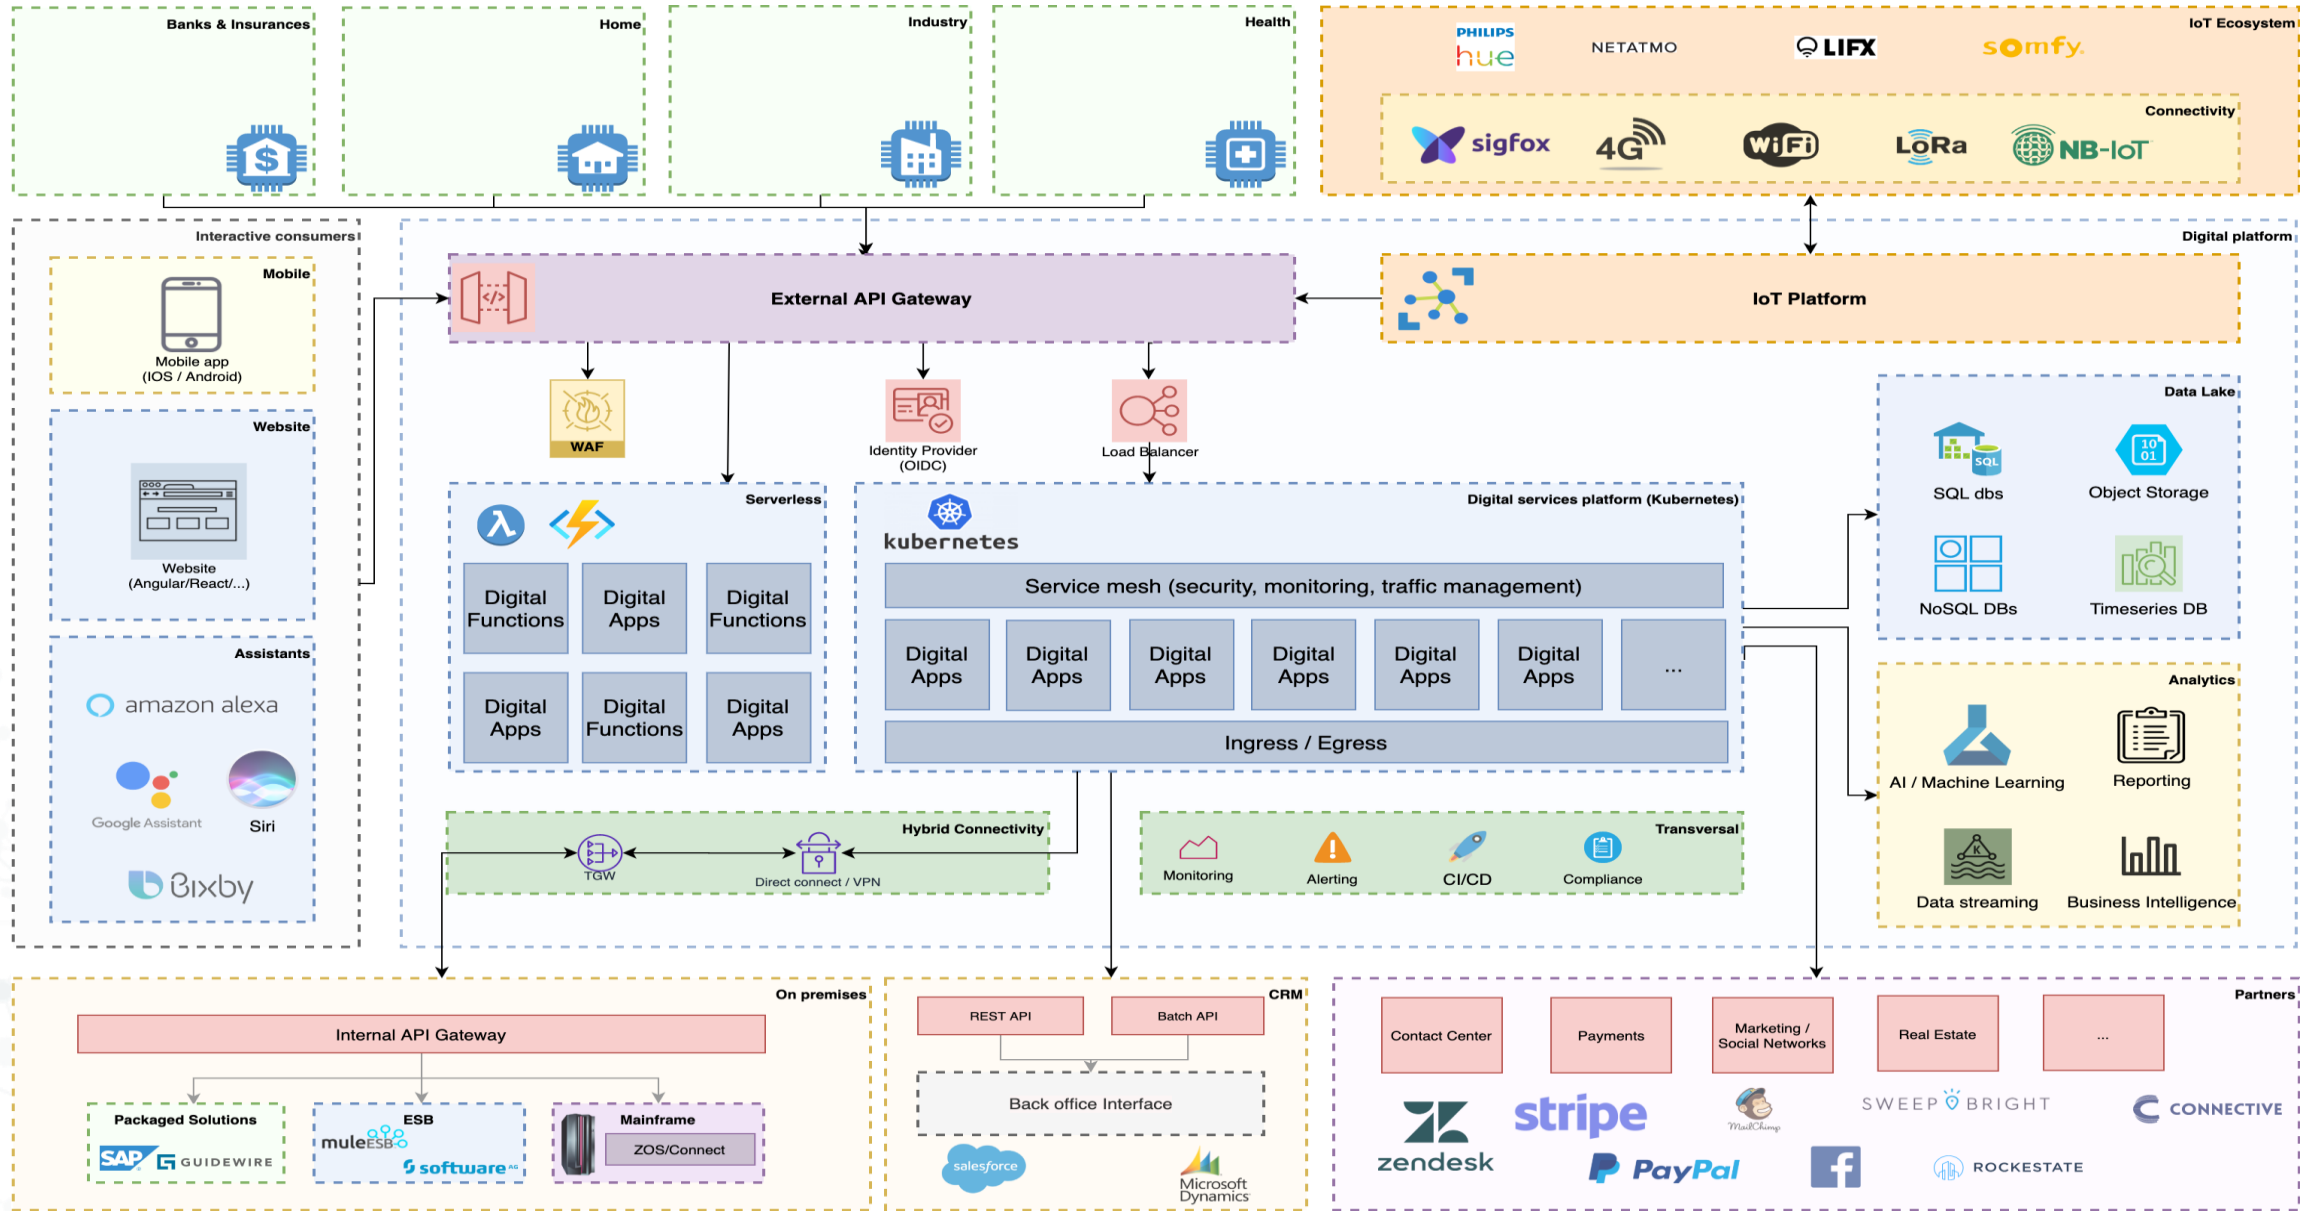 Banks & Insurances
Home
Industry
Health
IoT Ecosystem
PHILIPS
hue
NETATMO
LIFX
somfy.
Connectivity
sigfox
4G
WiFi
LoRa
NB-IoT
Interactive consumers
Digital platform
Mobile
Mobile app
(IOS / Android)
External API Gateway
IoT Platform
Website
Website
(Angular/React/...)
WAF
Identity Provider
(OIDC)
Load Balancer
Data Lake
SQL
SQL dbs
10
01
Object Storage
NoSQL DBs
Timeseries DB
Serverless
Digital
Functions
Digital
Apps
Digital
Functions
Digital
Apps
Digital
Functions
Digital
Apps
Digital services platform (Kubernetes)
kubernetes
Service mesh (security, monitoring, traffic management)
Digital
Apps
Digital
Apps
Digital
Apps
Digital
Apps
Digital
Apps
Digital
Apps
...
Ingress / Egress
Assistants
amazon alexa
Google Assistant
Siri
Bixby
Analytics
AI / Machine Learning
Reporting
K
Data streaming
Business Intelligence
Hybrid Connectivity
TGW
Direct connect / VPN
Transversal
Monitoring
Alerting
CI/CD
Compliance
On premises
Internal API Gateway
Packaged Solutions
SAP
GUIDEWIRE
ESB
muleESB
software AG
Mainframe
ZOS/Connect
CRM
REST API
Batch API
Back office Interface
salesforce
Microsoft
Dynamics
Partners
Contact Center
Payments
Marketing /
Social Networks
Real Estate
...
zendesk
stripe
PayPal
MailChimp
f
SWEEP BRIGHT
ROCKESTATE
CONNECTIVE